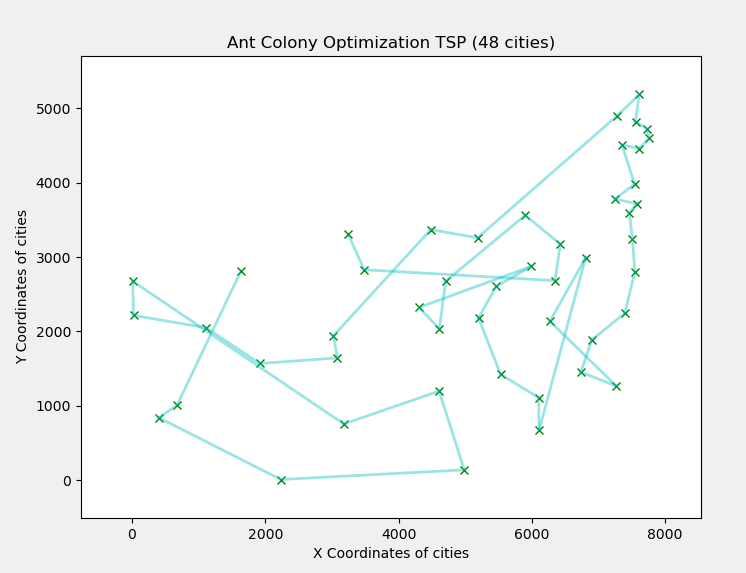 Ant Colony Optimization TSP (48 cities)
5000
4000
3000
2000
1000
0
Y Coordinates of cities
0 2000 4000 6000 8000
X Coordinates of cities